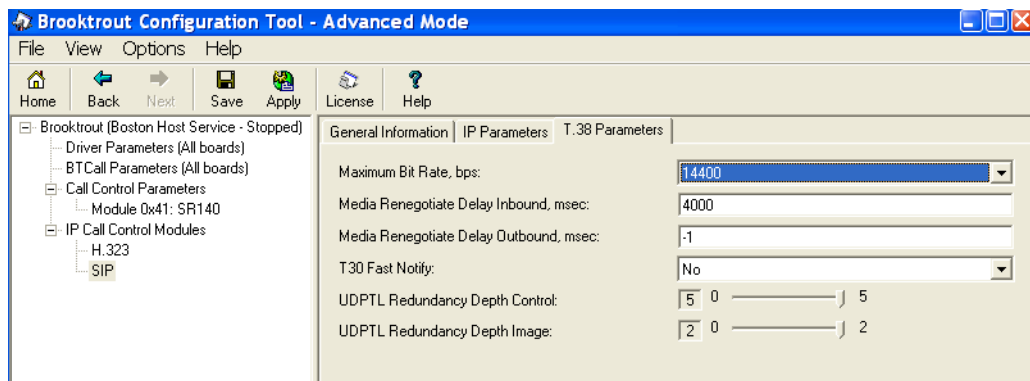 Brooktrout Configuration Tool - Advanced Mode
File View Options Help
Home Back Next Save Apply License Help
Brooktrout (Boston Host Service - Stopped)
Driver Parameters (All boards)
BTCall Parameters (All boards)
Call Control Parameters
Module 0x41: SR140
IP Call Control Modules
H.323
SIP
General Information IP Parameters T.38 Parameters
Maximum Bit Rate, bps: 14400
Media Renegotiate Delay Inbound, msec: 4000
Media Renegotiate Delay Outbound, msec: -1
T30 Fast Notify: No
UDPTL Redundancy Depth Control: 5 0 5
UDPTL Redundancy Depth Image: 2 0 2